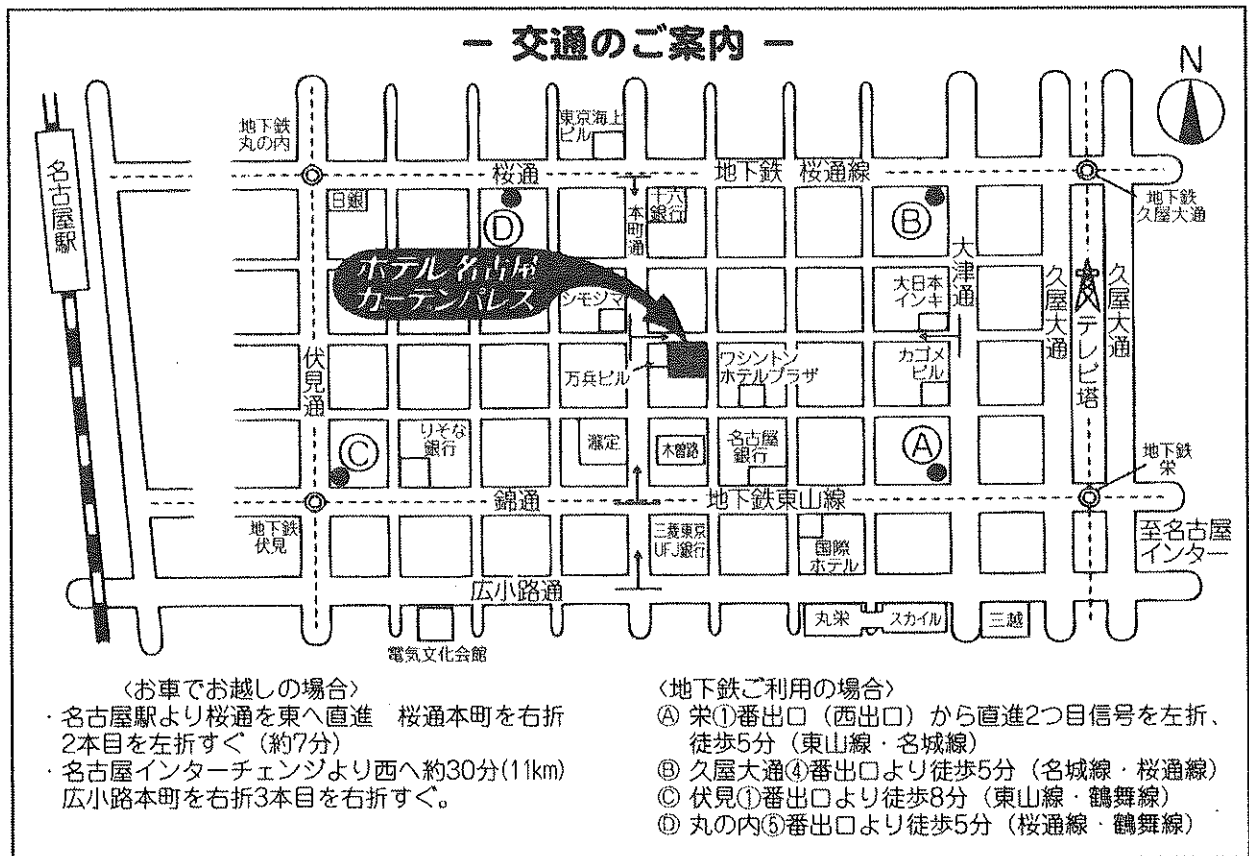 − 交通のご案内 −
N
名古屋駅
地下鉄
丸の内
東京海上
ビル
桜通
地下鉄 桜通線
日銀
D
本町通
十六
銀行
B
地下鉄
久屋大通
ホテル名古屋
ガーデンパレス
シモジマ
大日本
インキ
大津通
久屋大通
テレビ塔
久屋大通
伏見通
万兵ビル
ワシントン
ホテルプラザ
カゴメ
ビル
C
りそな
銀行
瀧定
木曽路
名古屋
銀行
A
地下鉄
栄
錦通
地下鉄東山線
地下鉄
伏見
三菱東京
UFJ銀行
国際
ホテル
至名古屋
インター
広小路通
電気文化会館
丸栄
スカイル
三越
〈お車でお越しの場合〉
・名古屋駅より桜通を東へ直進 桜通本町を右折
2本目を左折すぐ(約7分)
・名古屋インターチェンジより西へ約30分(11km)
広小路本町を右折3本目を右折すぐ。
〈地下鉄ご利用の場合〉
Ⓐ 栄①番出口(西出口)から直進2つ目信号を左折、
徒歩5分(東山線・名城線)
Ⓑ 久屋大通④番出口より徒歩5分(名城線・桜通線)
Ⓒ 伏見①番出口より徒歩8分(東山線・鶴舞線)
Ⓓ 丸の内⑤番出口より徒歩5分(桜通線・鶴舞線)